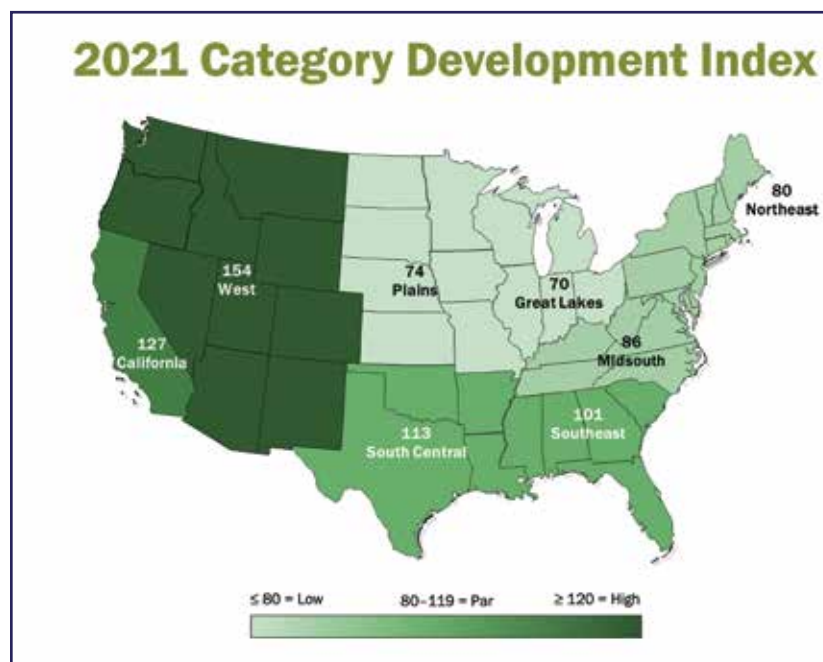 2021 Category Development Index
80
Northeast
154
West
74
Plains
70
Great Lakes
127
California
86
Midsouth
113
South Central
101
Southeast
≤ 80 = Low
80–119 = Par
≥ 120 = High